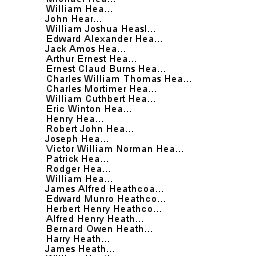 Michael Hea...
William Hea...
John Hear...
William Joshua Heasl...
Edward Alexander Hea...
Jack Amos Hea...
Arthur Ernest Hea...
Ernest Claud Burns Hea...
Charles William Thomas Hea...
Charles Mortimer Hea...
William Cuthbert Hea...
Eric Winton Hea...
Henry Hea...
Robert John Hea...
Joseph Hea...
Victor William Norman Hea...
Patrick Hea...
Rodger Hea...
William Hea...
James Alfred Heathcoa...
Edward Munro Heathco...
Herbert Henry Heathco...
Alfred Henry Heath...
Bernard Owen Heath...
Harry Heath...
James Heath...